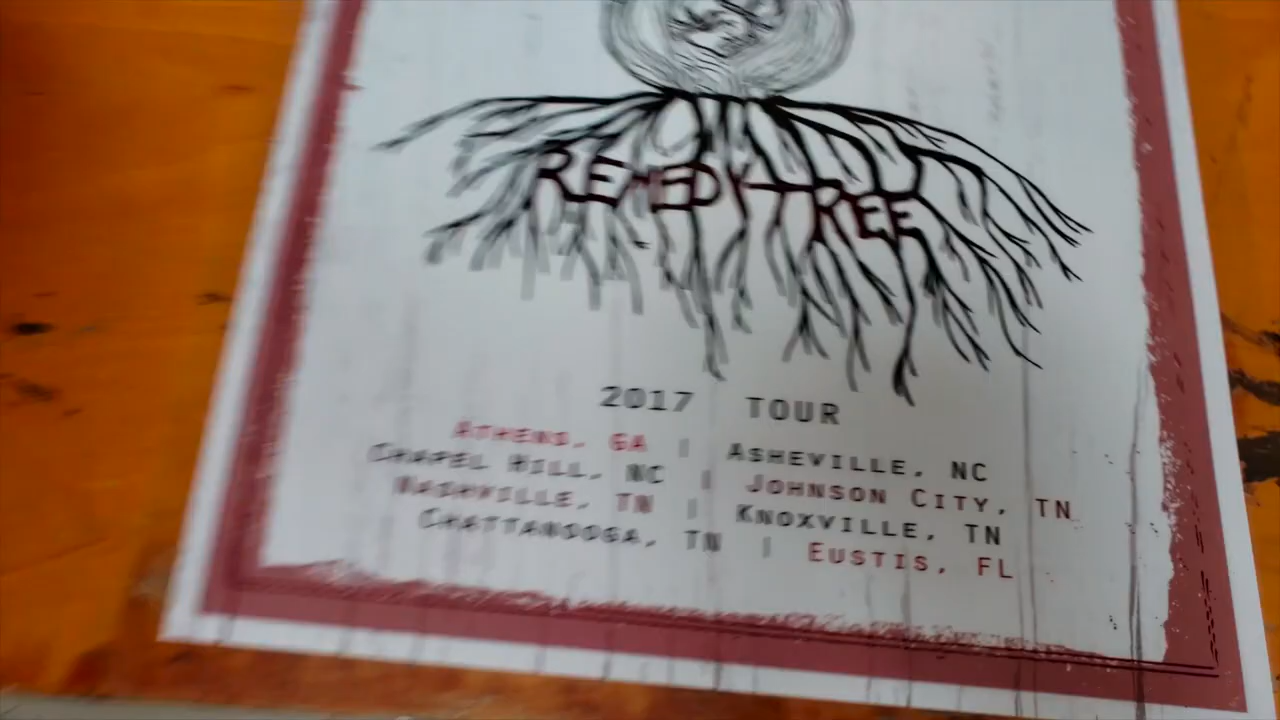 REMEDY TREE
2017 TOUR
ATHENS, GA | ASHEVILLE, NC
CHAPEL HILL, NC | JOHNSON CITY, TN
NASHVILLE, TN | KNOXVILLE, TN
CHATTANOOGA, TN | EUSTIS, FL